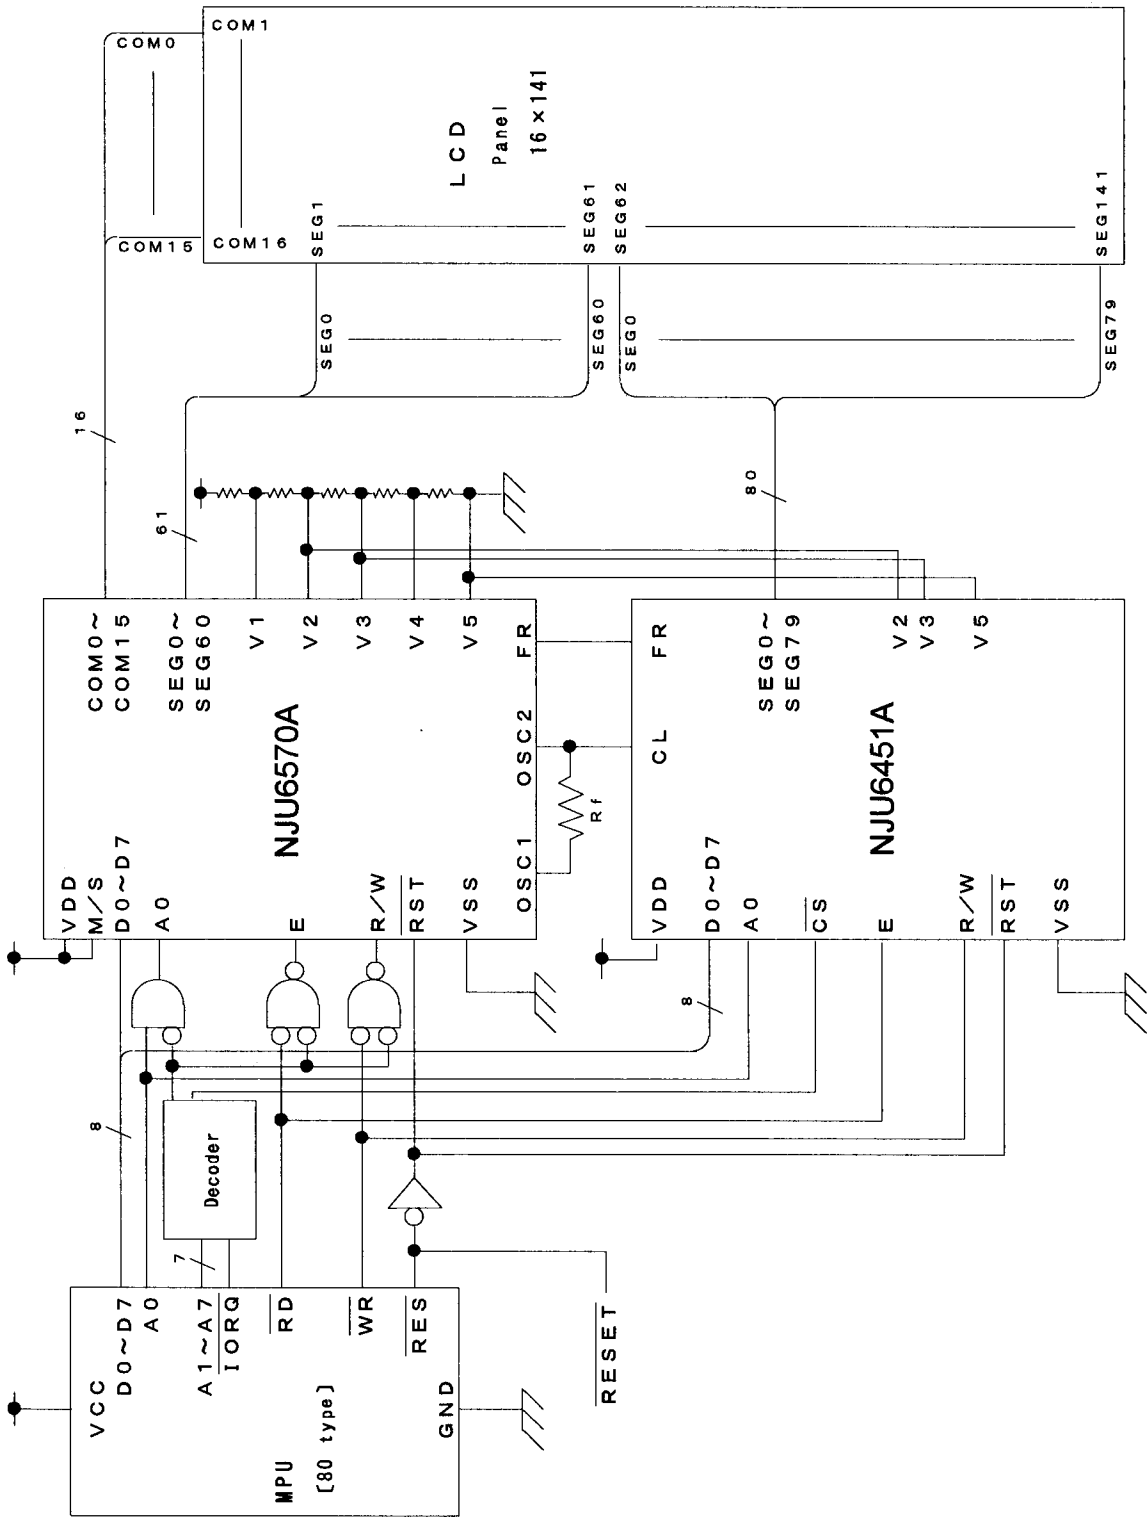 MPU
[80 type]
VCC
D0~D7
A0
A1~A7
IORQ
RD
WR
RES
GND
RESET
Decoder
7
8
NJU6570A
VDD
M/S
D0~D7
A0
E
R/W
RST
VSS
COM0~
COM15
SEG0~
SEG60
V1
V2
V3
V4
V5
OSC1
OSC2
FR
Rf
16
61
NJU6451A
VDD
D0~D7
A0
CS
E
R/W
RST
VSS
CL
FR
SEG0~
SEG79
V2
V3
V5
8
80
COM0
COM15
SEG0
SEG60
SEG0
SEG79
COM1
COM16
SEG1
SEG61
SEG62
SEG141
LCD
Panel
16×141